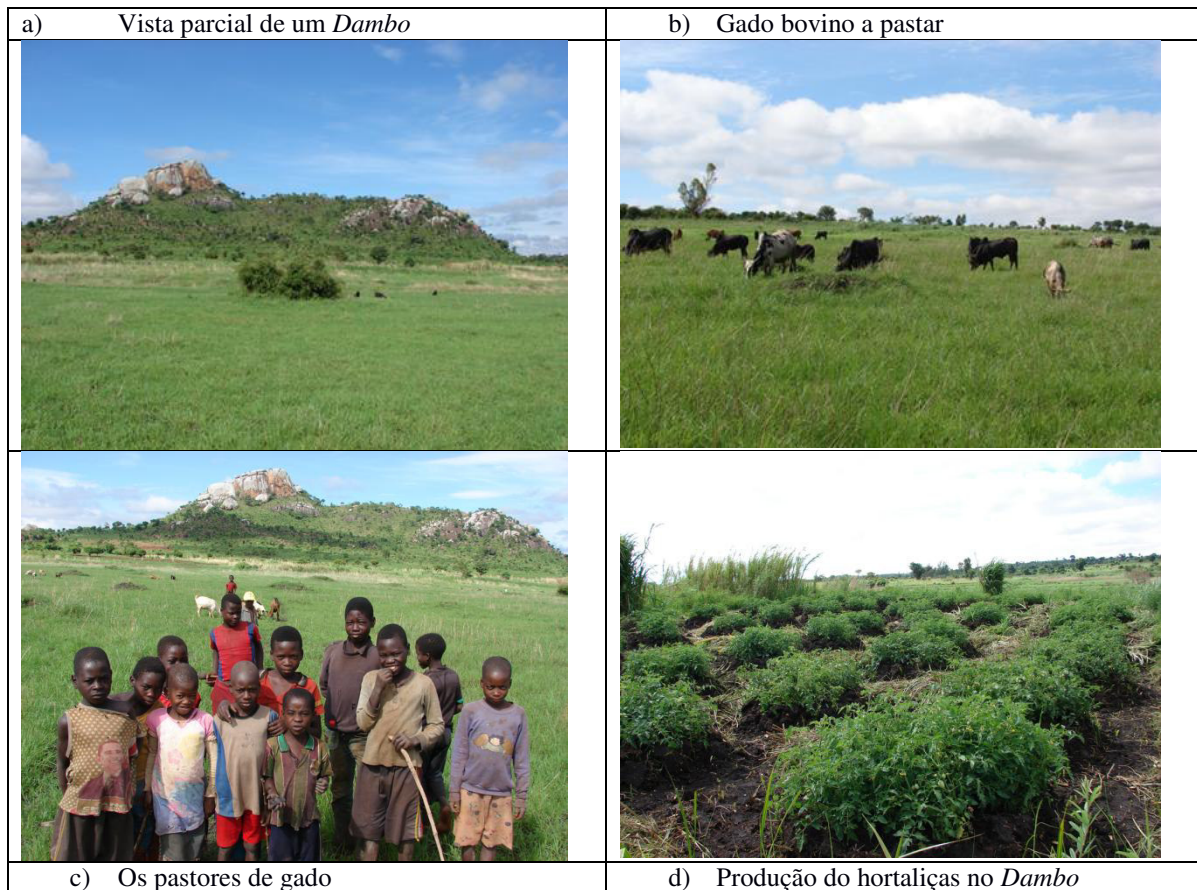 a) Vista parcial de um Dambo
b) Gado bovino a pastar
c) Os pastores de gado
d) Produção do hortaliças no Dambo